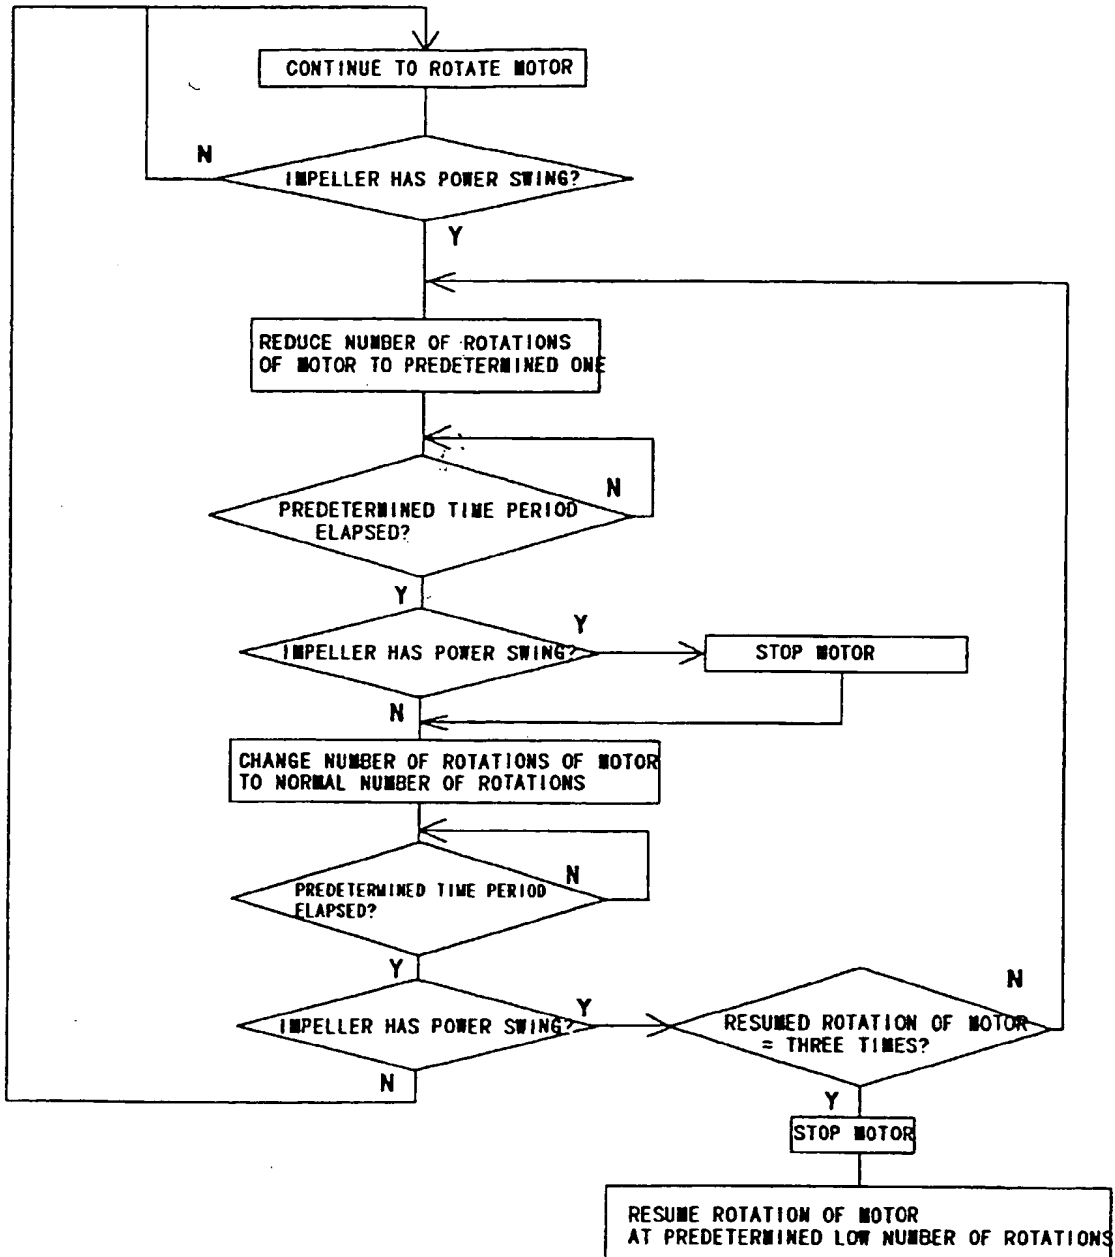 CONTINUE TO ROTATE MOTOR
N
IMPELLER HAS POWER SWING?
Y
REDUCE NUMBER OF ROTATIONS
OF MOTOR TO PREDETERMINED ONE
N
PREDETERMINED TIME PERIOD
ELAPSED?
Y
Y
IMPELLER HAS POWER SWING?
STOP MOTOR
N
CHANGE NUMBER OF ROTATIONS OF MOTOR
TO NORMAL NUMBER OF ROTATIONS
N
PREDETERMINED TIME PERIOD
ELAPSED?
Y
Y
IMPELLER HAS POWER SWING?
N
N
RESUMED ROTATION OF MOTOR
= THREE TIMES?
Y
STOP MOTOR
RESUME ROTATION OF MOTOR
AT PREDETERMINED LOW NUMBER OF ROTATIONS